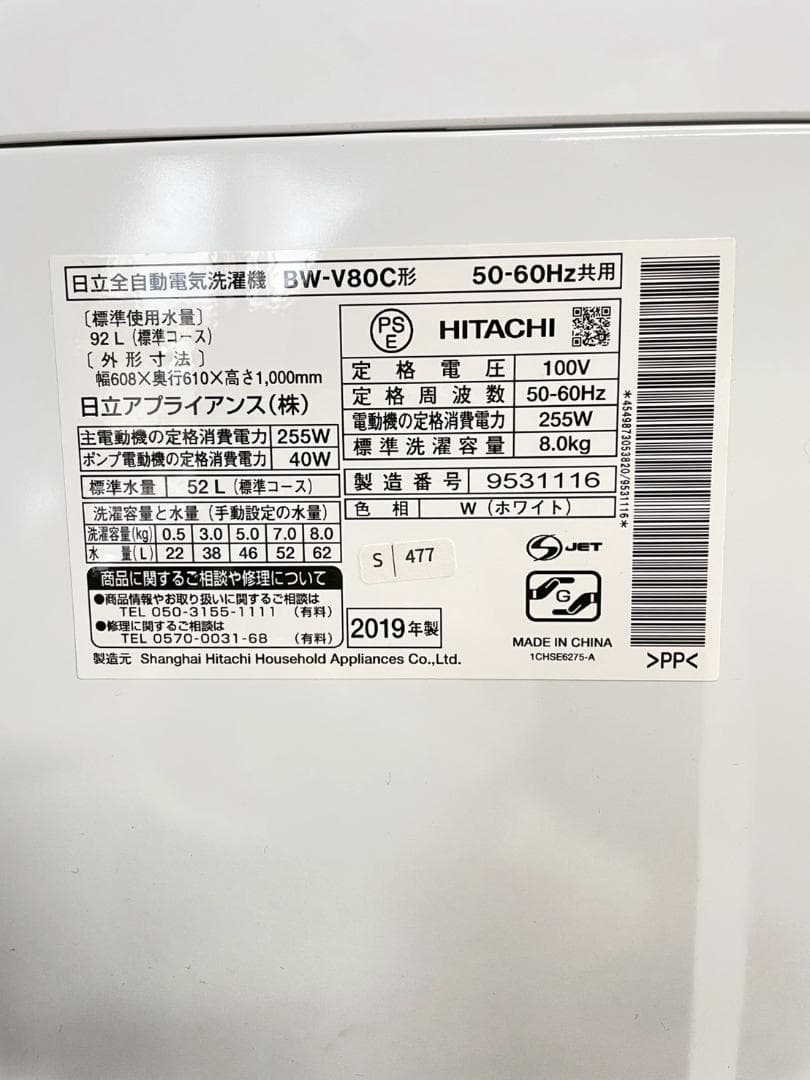 日立全自動電気洗濯機 BW-V80C形 50-60Hz共用
〔標準使用水量〕
92 L (標準コース)
〔外形寸法〕
幅608×奥行610×高さ1,000mm
日立アプライアンス(株)
主電動機の定格消費電力 255W
ポンプ電動機の定格消費電力 40W
標準水量 52 L (標準コース)
洗濯容量と水量 (手動設定の水量)
洗濯容量(kg) 0.5 3.0 5.0 7.0 8.0
水量(L) 22 38 46 52 62
商品に関するご相談や修理について
●商品情報やお取り扱いに関するご相談は
TEL 050-3155-1111 (有料)
●修理に関するご相談は
TEL 0570-0031-68 (有料)
製造元 Shanghai Hitachi Household Appliances Co.,Ltd.
PS
E
HITACHI
定格電圧 100V
定格周波数 50-60Hz
電動機の定格消費電力 255W
標準洗濯容量 8.0kg
製造番号 9531116
色相 W (ホワイト)
S 477
2019年製
S JET
G
MADE IN CHINA
1CHSE6275-A
*4549873053820/9531116*
>PP<